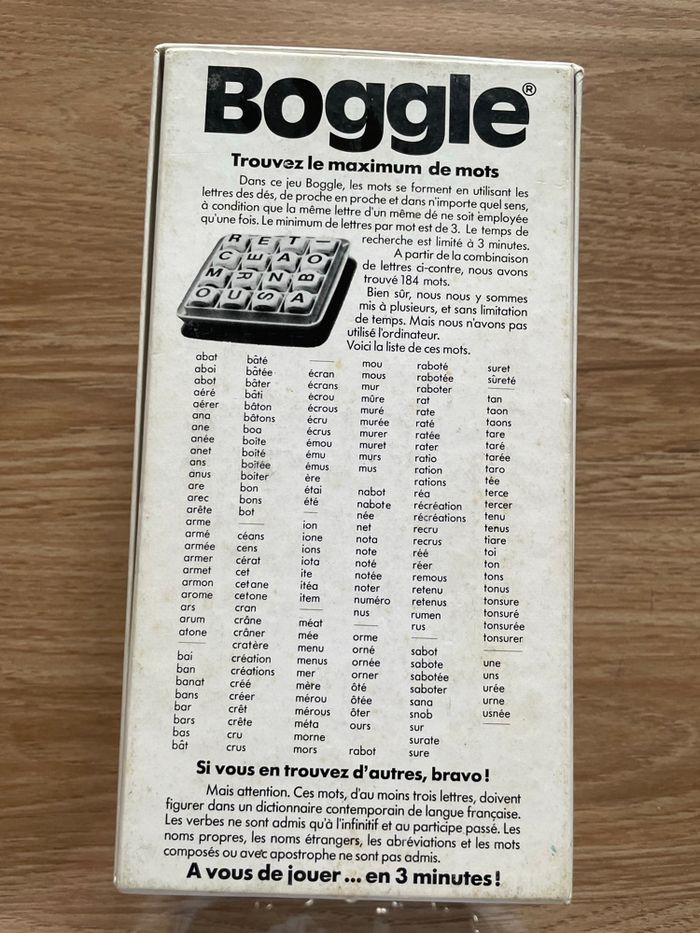 Boggle®
Trouvez le maximum de mots
Dans ce jeu Boggle, les mots se forment en utilisant les
lettres des dés, de proche en proche et dans n'importe quel sens,
à condition que la même lettre d'un même dé ne soit employée
qu'une fois. Le minimum de lettres par mot est de 3. Le temps de
recherche est limité à 3 minutes.
A partir de la combinaison
de lettres ci-contre, nous avons
trouvé 184 mots.
Bien sûr, nous nous y sommes
mis à plusieurs, et sans limitation
de temps. Mais nous n'avons pas
utilisé l'ordinateur.
Voici la liste de ces mots.
R E T I
C E A O
M R N B
O U S A
abat
aboi
abot
aéré
aérer
ana
ane
anée
anet
ans
anus
are
arec
arête
arme
armé
armée
armer
armet
armon
arome
ars
arum
atone
bai
ban
banat
bans
bar
bars
bas
bât
bâté
bâtée
bâter
bâti
bâton
bâtons
boa
boite
boité
boitée
boiter
bon
bons
bot
céans
cens
cérat
cet
cetane
cetone
cran
crâne
crâner
cratère
création
créations
créé
créer
crêt
crête
cru
crus
écran
écrans
écrou
écrous
écru
écrus
émou
ému
émus
ère
étai
été
ion
ione
ions
iota
ite
itéa
item
méat
mée
menu
menus
mer
mère
mérou
mérous
méta
morne
mors
mou
mous
mur
mûre
muré
murée
murer
muret
murs
mus
nabot
nabote
née
net
nota
note
noté
notée
noter
numéro
nus
orme
orné
ornée
orner
ôté
ôtée
ôter
ours
rabot
raboté
rabotée
raboter
rat
rate
raté
ratée
rater
ratio
ration
rations
réa
récréation
récréations
recru
recrus
réé
réer
remous
retenu
retenus
rumen
rus
sabot
sabote
sabotée
saboter
sana
snob
sur
surate
sure
suret
sùreté
tan
taon
taons
tare
taré
tarée
taro
tée
terce
tercer
tenu
tenus
tiare
toi
ton
tons
tonus
tonsure
tonsuré
tonsurée
tonsurer
une
uns
urée
urne
usnée
Si vous en trouvez d'autres, bravo!
Mais attention. Ces mots, d'au moins trois lettres, doivent
figurer dans un dictionnaire contemporain de langue française.
Les verbes ne sont admis qu'à l'infinitif et au participe passé. Les
noms propres, les noms étrangers, les abréviations et les mots
composés ou avec apostrophe ne sont pas admis.
A vous de jouer... en 3 minutes!